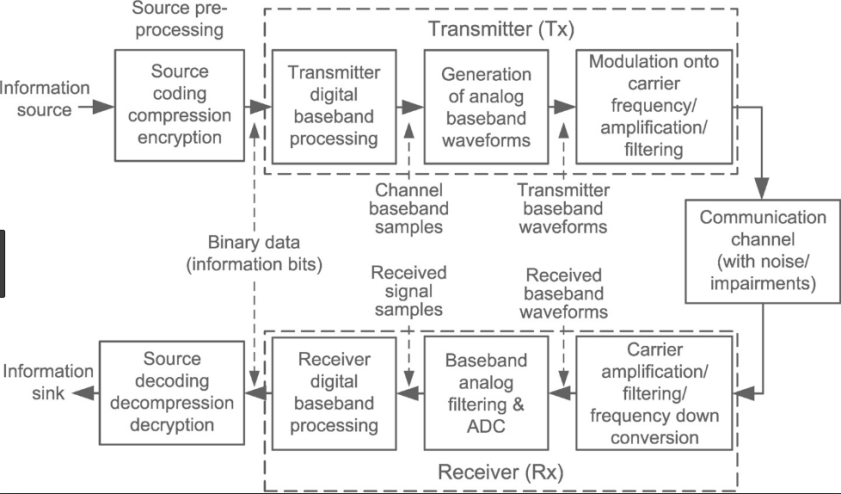 Source pre-
processing
Transmitter (Tx)
Information
source
Source
coding
compression
encryption
Transmitter
digital
baseband
processing
Generation
of analog
baseband
waveforms
Modulation onto
carrier
frequency/
amplification/
filtering
Channel
baseband
samples
Transmitter
baseband
waveforms
Communication
channel
(with noise/
impairments)
Binary data
(information bits)
Received
signal
samples
Received
baseband
waveforms
Information
sink
Source
decoding
decompression
decryption
Receiver
digital
baseband
processing
Baseband
analog
filtering &
ADC
Carrier
amplification/
filtering/
frequency down
conversion
Receiver (Rx)